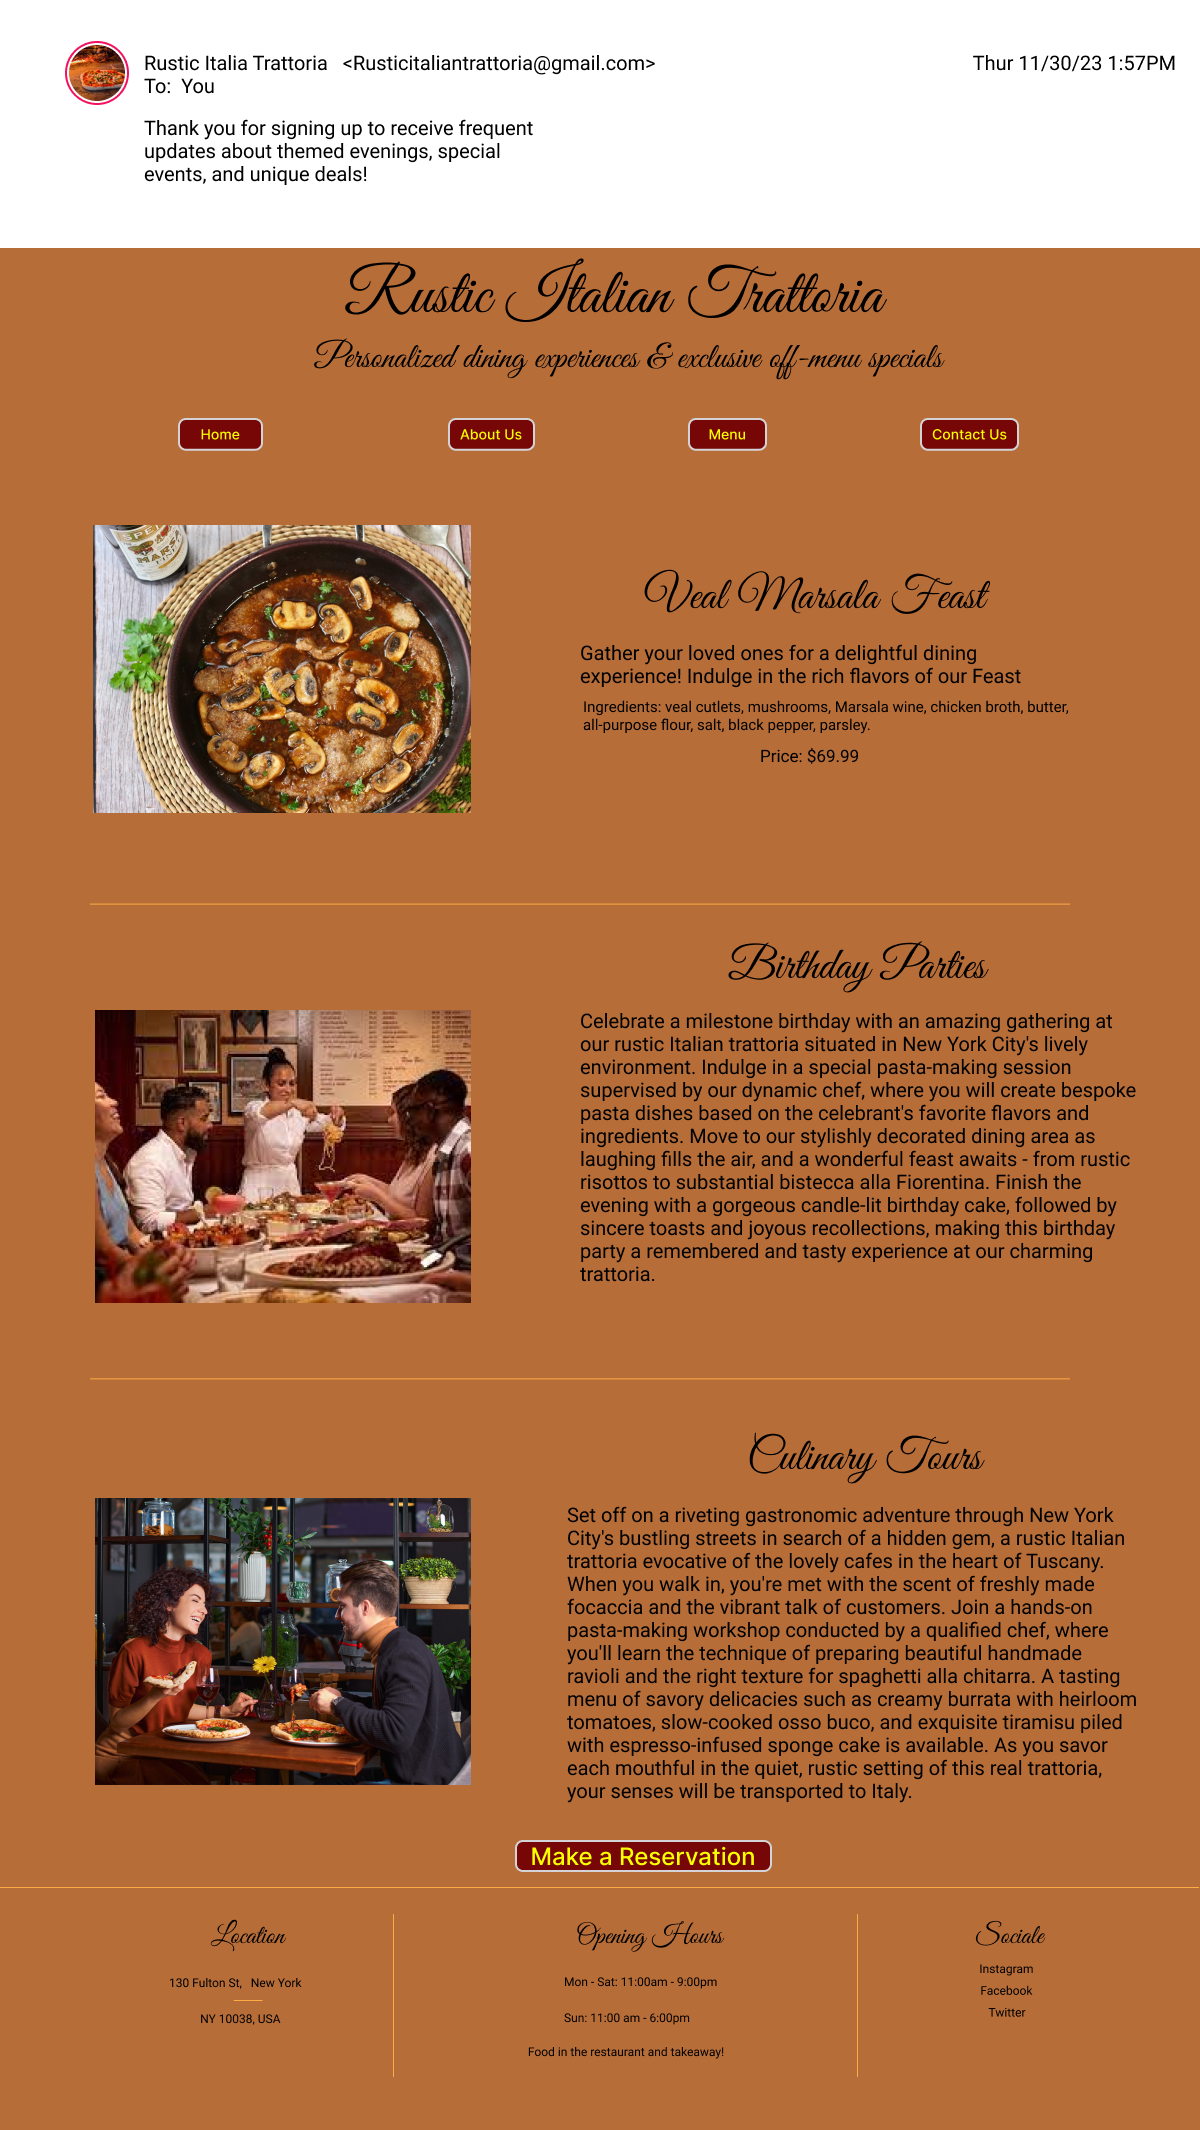 Rustic Italia Trattoria <Rusticitaliantrattoria@gmail.com>
Thur 11/30/23 1:57PM
To: You
Thank you for signing up to receive frequent
updates about themed evenings, special
events, and unique deals!
Rustic Italian Trattoria
Personalized dining experiences & exclusive off-menu specials
Home
About Us
Menu
Contact Us
Veal Marsala Feast
Gather your loved ones for a delightful dining
experience! Indulge in the rich flavors of our Feast
Ingredients: veal cutlets, mushrooms, Marsala wine, chicken broth, butter,
all-purpose flour, salt, black pepper, parsley.
Price: $69.99
Birthday Parties
Celebrate a milestone birthday with an amazing gathering at
our rustic Italian trattoria situated in New York City's lively
environment. Indulge in a special pasta-making session
supervised by our dynamic chef, where you will create bespoke
pasta dishes based on the celebrant's favorite flavors and
ingredients. Move to our stylishly decorated dining area as
laughing fills the air, and a wonderful feast awaits - from rustic
risottos to substantial bistecca alla Fiorentina. Finish the
evening with a gorgeous candle-lit birthday cake, followed by
sincere toasts and joyous recollections, making this birthday
party a remembered and tasty experience at our charming
trattoria.
Culinary Tours
Set off on a riveting gastronomic adventure through New York
City's bustling streets in search of a hidden gem, a rustic Italian
trattoria evocative of the lovely cafes in the heart of Tuscany.
When you walk in, you're met with the scent of freshly made
focaccia and the vibrant talk of customers. Join a hands-on
pasta-making workshop conducted by a qualified chef, where
you'll learn the technique of preparing beautiful handmade
ravioli and the right texture for spaghetti alla chitarra. A tasting
menu of savory delicacies such as creamy burrata with heirloom
tomatoes, slow-cooked osso buco, and exquisite tiramisu piled
with espresso-infused sponge cake is available. As you savor
each mouthful in the quiet, rustic setting of this real trattoria,
your senses will be transported to Italy.
Make a Reservation
Location
130 Fulton St, New York
NY 10038, USA
Opening Hours
Mon - Sat: 11:00am - 9:00pm
Sun: 11:00 am - 6:00pm
Food in the restaurant and takeaway!
Sociale
Instagram
Facebook
Twitter